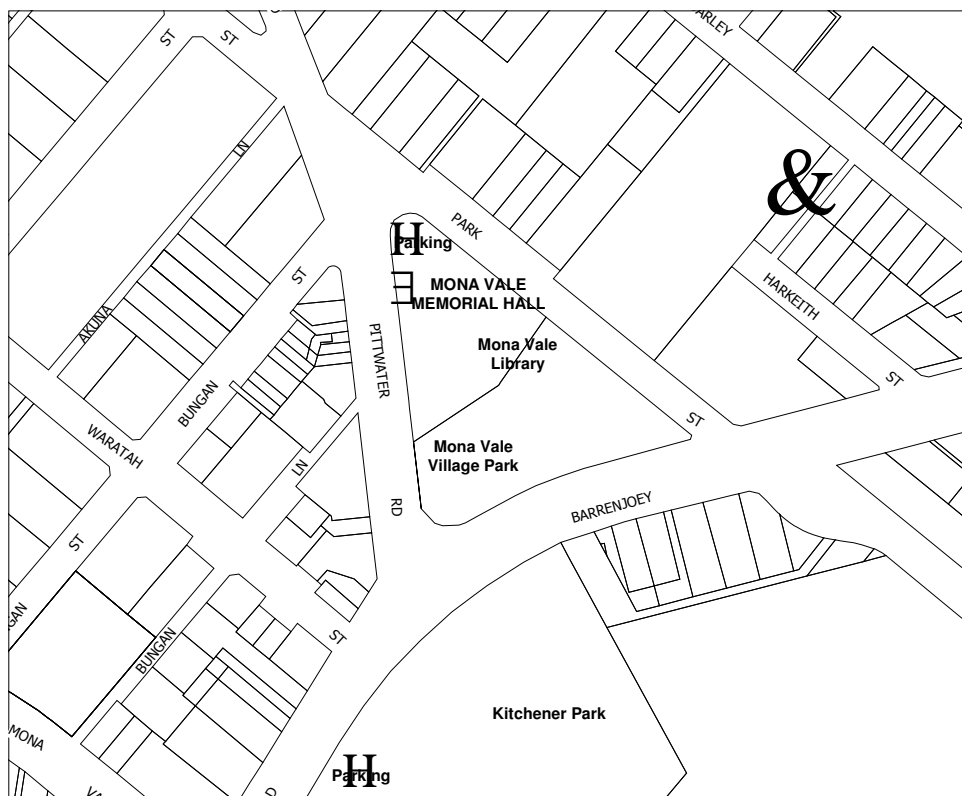 ST
ST
LN
&
PARK
H
Parking
ST
MONA VALE
MEMORIAL HALL
HARKEITH
AKUNA
PITTWATER
Mona Vale
Library
ST
BUNGAN
ST
WARATAH
Mona Vale
Village Park
LN
RD
BARRENJOEY
ST
ST
BUNGAN
MONA
Kitchener Park
H
Parking